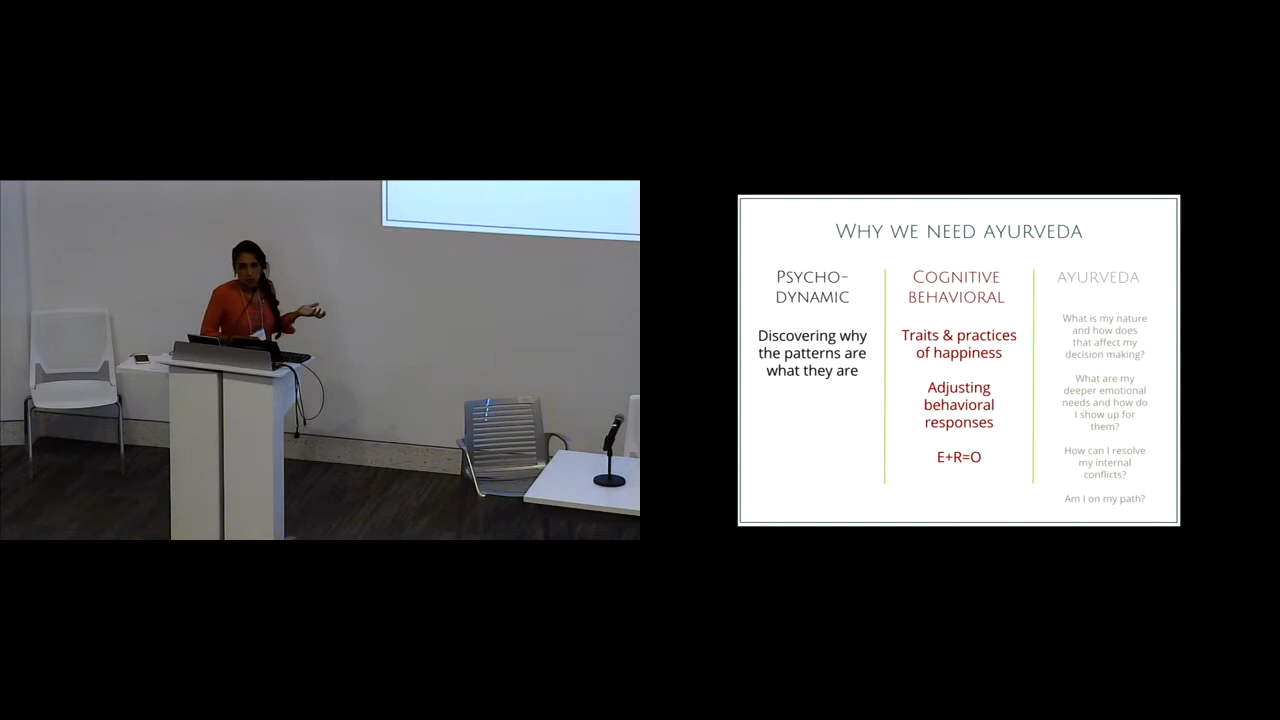 WHY WE NEED AYURVEDA
PSYCHO-
DYNAMIC
Discovering why
the patterns are
what they are
COGNITIVE
BEHAVIORAL
Traits & practices
of happiness
Adjusting
behavioral
responses
E+R=O
AYURVEDA
What is my nature
and how does
that affect my
decision making?
What are my
deeper emotional
needs and how do
I show up for
them?
How can I resolve
my internal
conflicts?
Am I on my path?